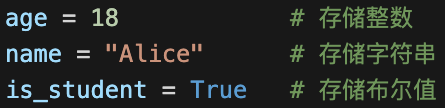 age = 18                # 存储整数
name = "Alice"          # 存储字符串
is_student = True   # 存储布尔值